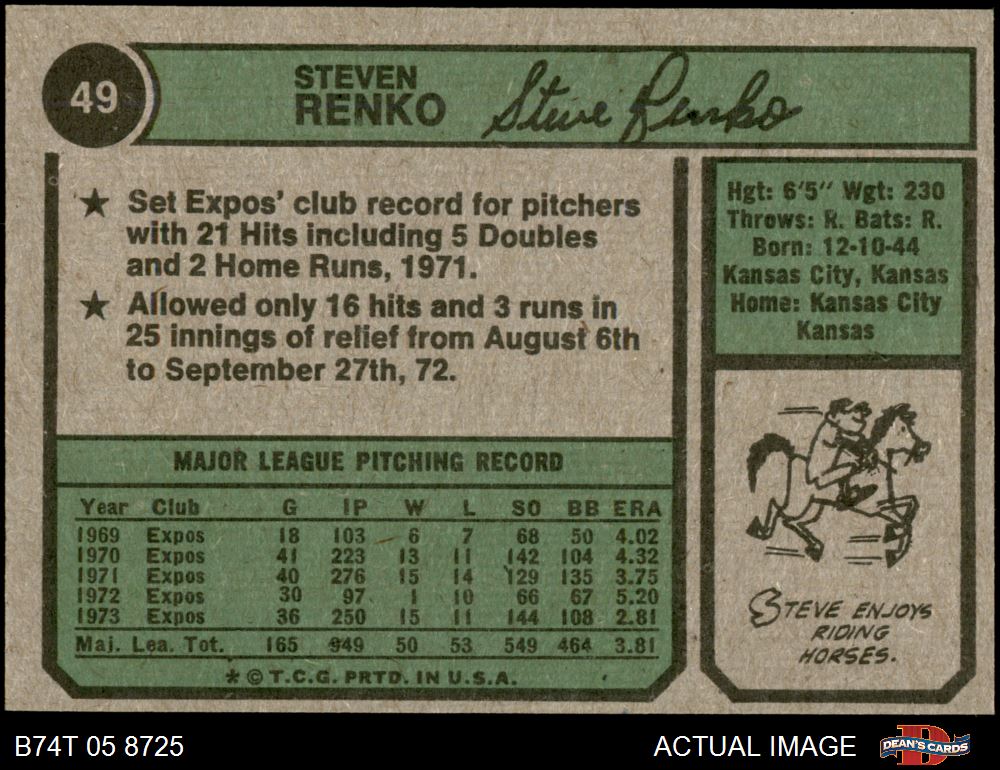 49
STEVEN
RENKO
Steve Renko
★ Set Expos' club record for pitchers
with 21 Hits including 5 Doubles
and 2 Home Runs, 1971.
★ Allowed only 16 hits and 3 runs in
25 innings of relief from August 6th
to September 27th, 72.
Hgt: 6'5" Wgt: 230
Throws: R. Bats: R.
Born: 12-10-44
Kansas City, Kansas
Home: Kansas City
Kansas
MAJOR LEAGUE PITCHING RECORD
Year Club G IP W L SO BB ERA
1969 Expos 18 103 6 7 68 50 4.02
1970 Expos 41 223 13 11 142 104 4.32
1971 Expos 40 276 15 14 129 135 3.75
1972 Expos 30 97 1 10 66 67 5.20
1973 Expos 36 250 15 11 144 108 2.81
Maj. Lea. Tot. 165 949 50 53 549 464 3.81
* © T.C.G. PRTD. IN U.S.A.
STEVE ENJOYS
RIDING
HORSES.
B74T 05 8725
ACTUAL IMAGE
DEAN'S CARDS